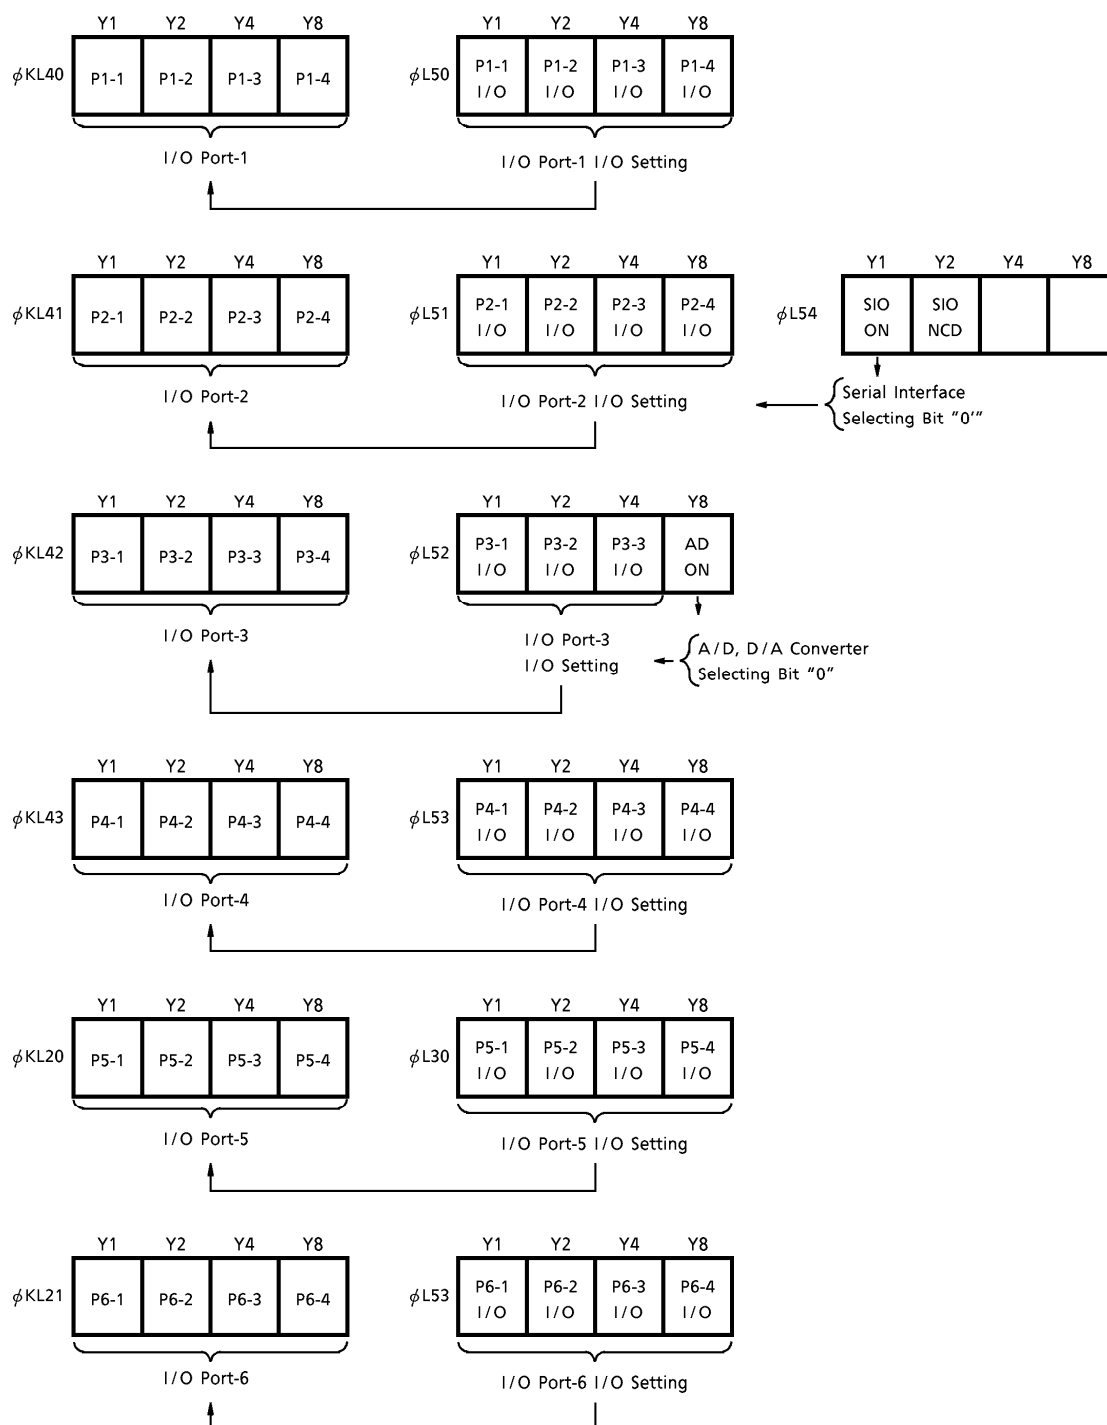 Y1 Y2 Y4 Y8 Y1 Y2 Y4 Y8
φKL40 P1-1 P1-2 P1-3 P1-4 φL50 P1-1 I/O P1-2 I/O P1-3 I/O P1-4 I/O
I/O Port-1 I/O Port-1 I/O Setting
Y1 Y2 Y4 Y8 Y1 Y2 Y4 Y8 Y1 Y2 Y4 Y8
φKL41 P2-1 P2-2 P2-3 P2-4 φL51 P2-1 I/O P2-2 I/O P2-3 I/O P2-4 I/O φL54 SIO ON SIO NCD
I/O Port-2 I/O Port-2 I/O Setting
Serial Interface
Selecting Bit "0'"
Y1 Y2 Y4 Y8 Y1 Y2 Y4 Y8
φKL42 P3-1 P3-2 P3-3 P3-4 φL52 P3-1 I/O P3-2 I/O P3-3 I/O AD ON
I/O Port-3
I/O Port-3
I/O Setting
A/D, D/A Converter
Selecting Bit "0"
Y1 Y2 Y4 Y8 Y1 Y2 Y4 Y8
φKL43 P4-1 P4-2 P4-3 P4-4 φL53 P4-1 I/O P4-2 I/O P4-3 I/O P4-4 I/O
I/O Port-4 I/O Port-4 I/O Setting
Y1 Y2 Y4 Y8 Y1 Y2 Y4 Y8
φKL20 P5-1 P5-2 P5-3 P5-4 φL30 P5-1 I/O P5-2 I/O P5-3 I/O P5-4 I/O
I/O Port-5 I/O Port-5 I/O Setting
Y1 Y2 Y4 Y8 Y1 Y2 Y4 Y8
φKL21 P6-1 P6-2 P6-3 P6-4 φL53 P6-1 I/O P6-2 I/O P6-3 I/O P6-4 I/O
I/O Port-6 I/O Port-6 I/O Setting